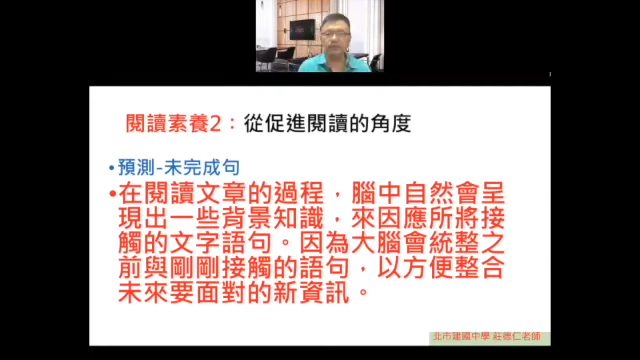 閱讀素養2：從促進閱讀的角度
•預測-未完成句
•在閱讀文章的過程，腦中自然會呈
現出一些背景知識，來因應所將接
觸的文字語句。因為大腦會統整之
前與剛剛接觸的語句，以方便整合
未來要面對的新資訊。
北市建國中學 莊德仁老師